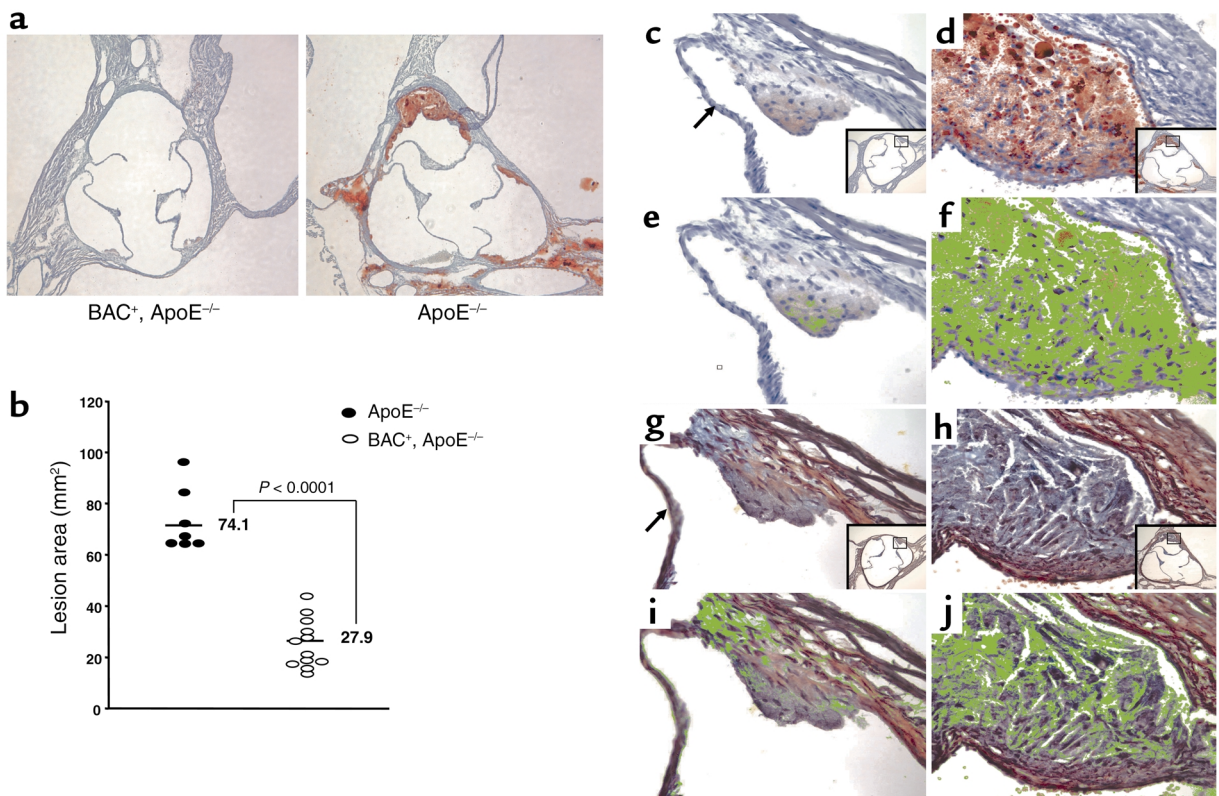 a
BAC⁺, ApoE⁻/⁻
ApoE⁻/⁻
b
Lesion area (mm²)
120
100
80
60
40
20
0
ApoE⁻/⁻
BAC⁺, ApoE⁻/⁻
P < 0.0001
74.1
27.9
c
d
e
f
g
h
i
j